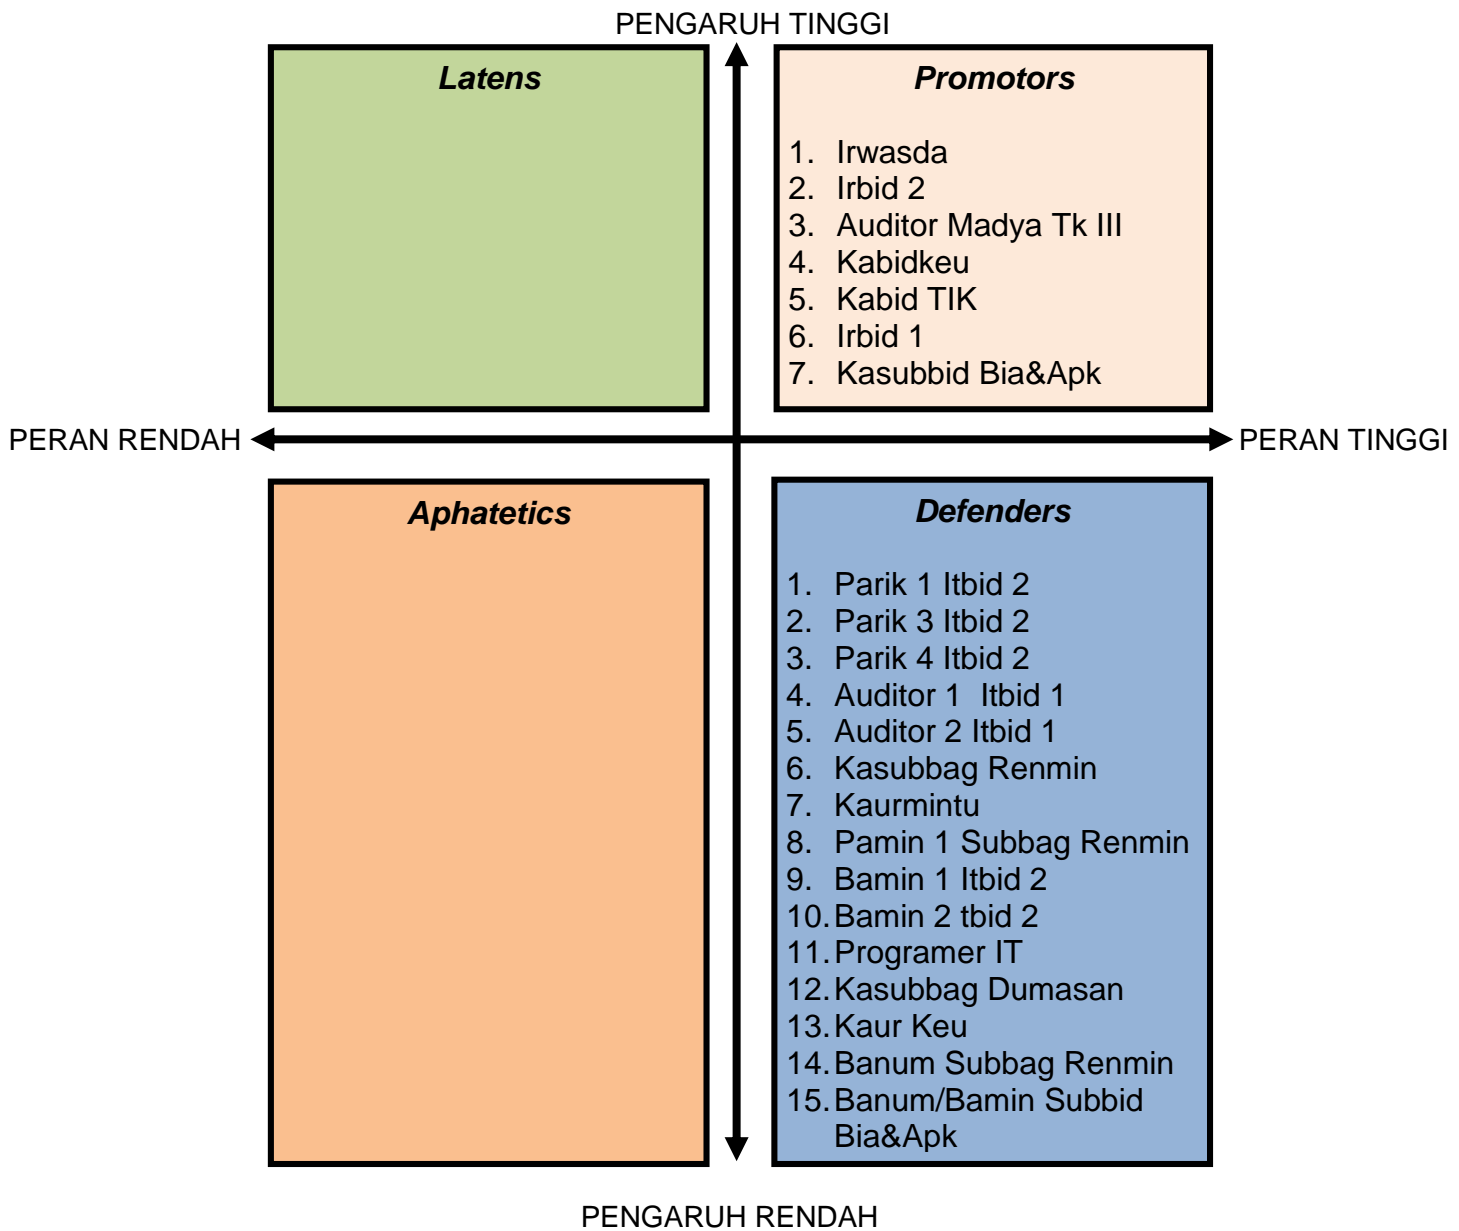 PENGARUH TINGGI
Latens
Promotors
1. Irwasda
2. Irbid 2
3. Auditor Madya Tk III
4. Kabidkeu
5. Kabid TIK
6. Irbid 1
7. Kasubbid Bia&Apk
PERAN RENDAH
PERAN TINGGI
Aphatetics
Defenders
1. Parik 1 Itbid 2
2. Parik 3 Itbid 2
3. Parik 4 Itbid 2
4. Auditor 1 Itbid 1
5. Auditor 2 Itbid 1
6. Kasubbag Renmin
7. Kaurmintu
8. Pamin 1 Subbag Renmin
9. Bamin 1 Itbid 2
10. Bamin 2 tbid 2
11. Programer IT
12. Kasubbag Dumasan
13. Kaur Keu
14. Banum Subbag Renmin
15. Banum/Bamin Subbid
Bia&Apk
PENGARUH RENDAH